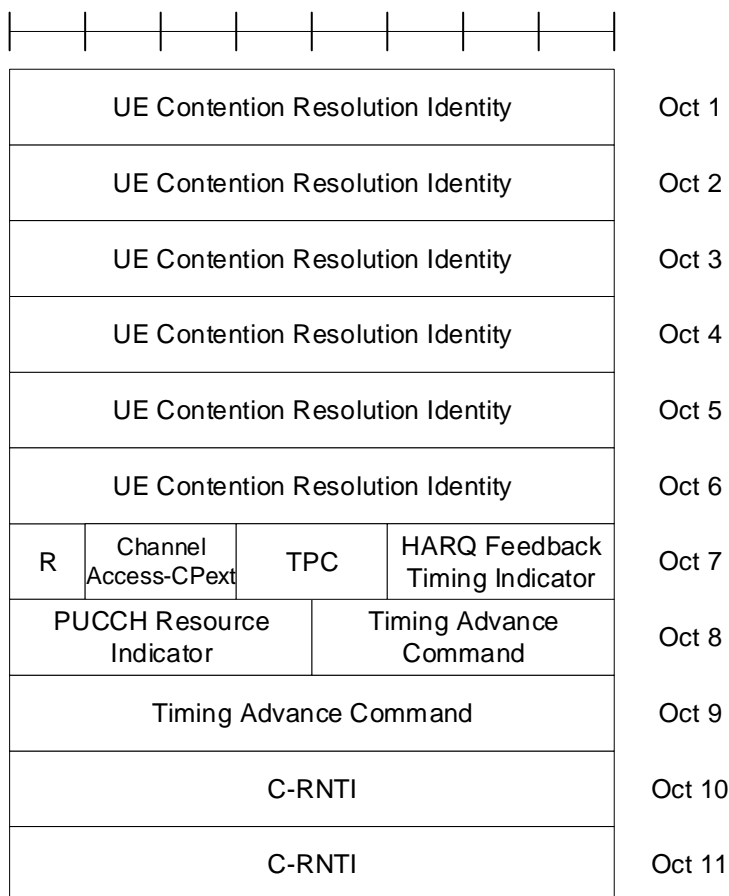 UE Contention Resolution Identity Oct 1
UE Contention Resolution Identity Oct 2
UE Contention Resolution Identity Oct 3
UE Contention Resolution Identity Oct 4
UE Contention Resolution Identity Oct 5
UE Contention Resolution Identity Oct 6
R
Channel
Access-CPext
TPC
HARQ Feedback
Timing Indicator
Oct 7
PUCCH Resource
Indicator
Timing Advance
Command
Oct 8
Timing Advance Command Oct 9
C-RNTI Oct 10
C-RNTI Oct 11